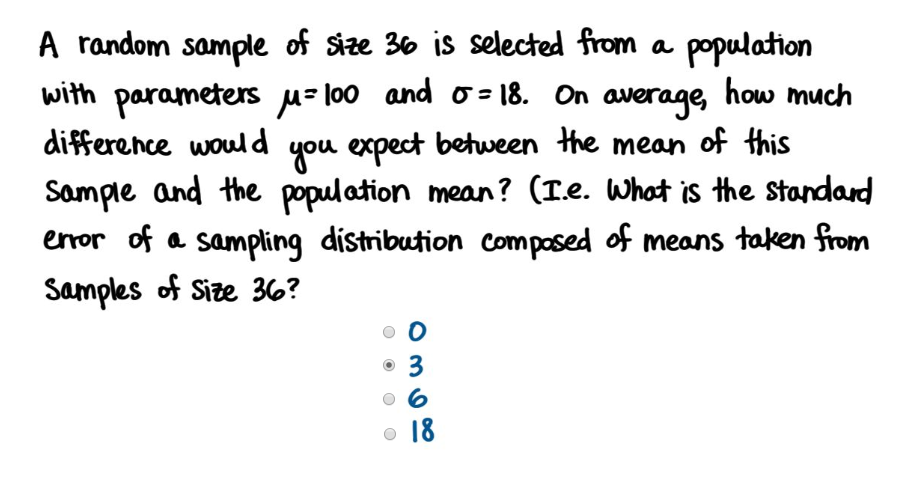 A random sample of size 36 is selected from a population
with parameters μ=100 and σ=18. On average, how much
difference would you expect between the mean of this
Sample and the population mean? (I.e. What is the standard
error of a sampling distribution composed of means taken from
Samples of Size 36?
0
3
6
18